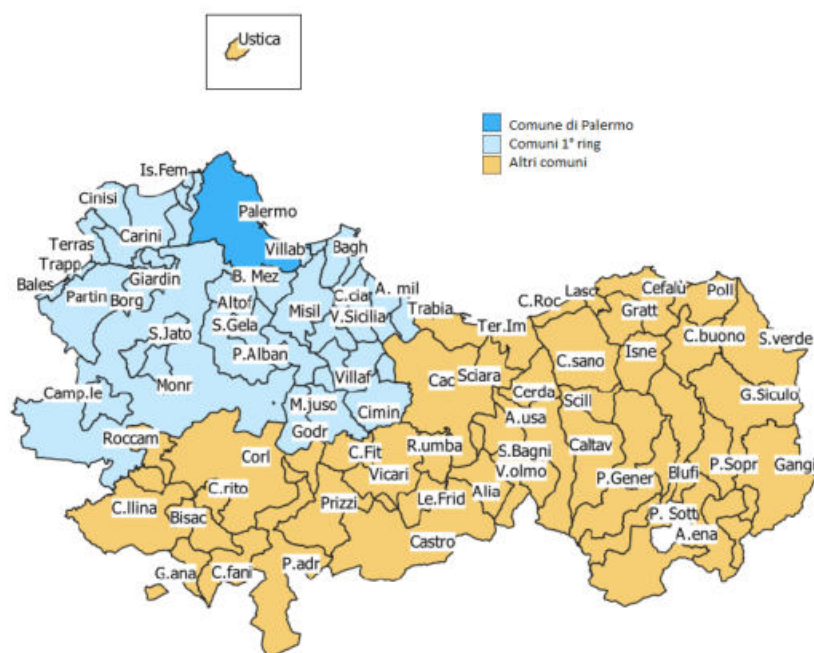 Ustica
Comune di Palermo
Comuni 1° ring
Altri comuni
Is.Fem
Cinisi
Palermo
Carini
Terras
Villab
Bagh
Trapp
Giardin
B. Mez
Bales
Partin
Borg
Altof
Misil
C.cia
A. mil
Trabia
V.Sicilia
S.Gela
S.Jato
P.Alban
Monr
Camp.le
Villaf
M.juso
Cimin
Godr
Roccam
Corl
C.Fit
Vicari
R.umba
C.rito
C.llina
Bisac
Prizzi
Le.Frid
Alia
Castro
P.adr
G.ana
C.fani
C.Roc
Lasc
Cefalù
Poll
Ter.Im
Gratt
C.buono
S.verde
Isne
C.sano
Cac
Sciara
Cerda
Scill
G.Siculo
A.usa
S.Bagni
Caltav
V.olmo
P.Gener
Blufi
P.Sopr
Gangi
P. Sott
A.ena